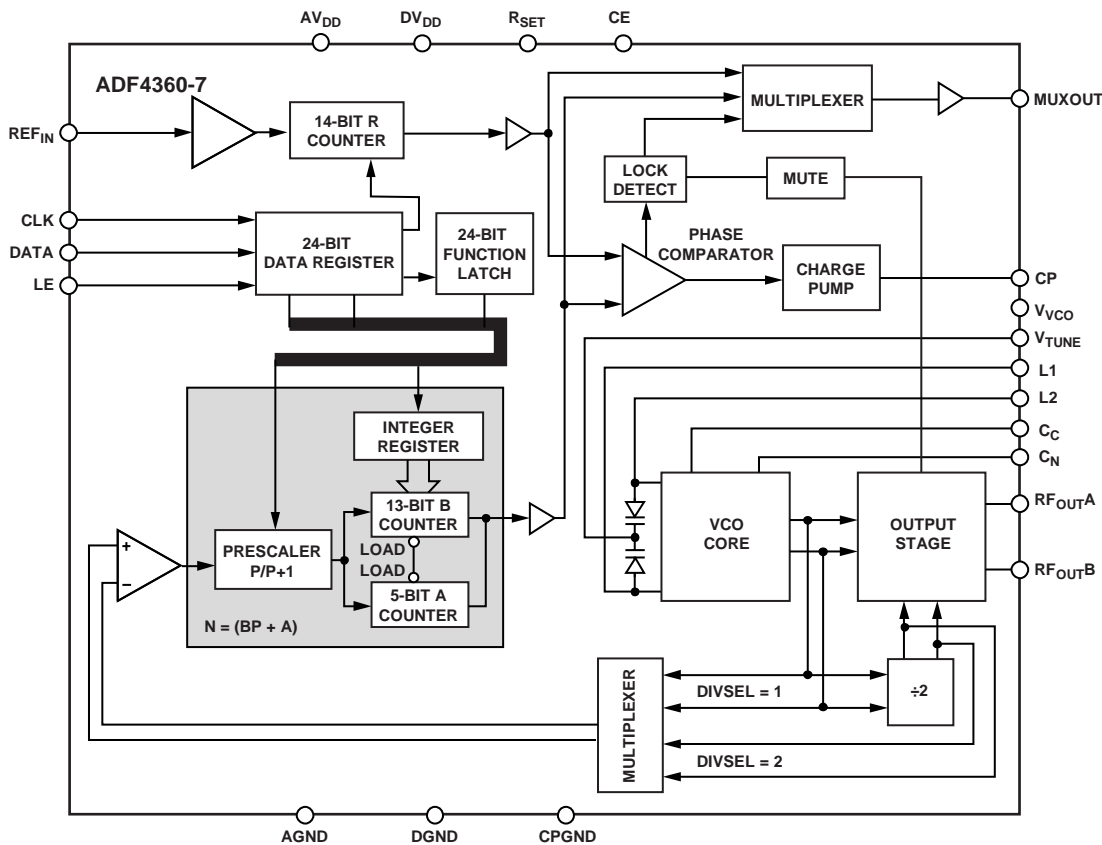 AVDD
DVDD
RSET
CE
ADF4360-7
REFIN
14-BIT R
COUNTER
MULTIPLEXER
MUXOUT
LOCK
DETECT
MUTE
CLK
DATA
LE
24-BIT
DATA REGISTER
24-BIT
FUNCTION
LATCH
PHASE
COMPARATOR
CHARGE
PUMP
CP
VVCO
VTUNE
L1
L2
CC
CN
INTEGER
REGISTER
13-BIT B
COUNTER
LOAD
LOAD
5-BIT A
COUNTER
PRESCALER
P/P+1
+
−
N = (BP + A)
VCO
CORE
OUTPUT
STAGE
RFOUTA
RFOUTB
MULTIPLEXER
DIVSEL = 1
DIVSEL = 2
÷2
AGND
DGND
CPGND